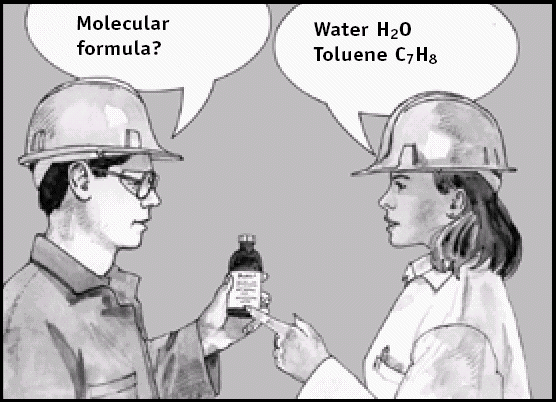 Molecular
formula?
Water H₂O
Toluene C₇H₈